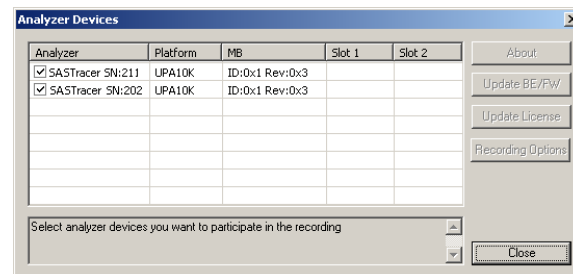 Analyzer Devices
Analyzer Platform MB Slot 1 Slot 2
SASTracer SN:211 UPA10K ID:0x1 Rev:0x3
SASTracer SN:202 UPA10K ID:0x1 Rev:0x3
About
Update BE/FW
Update License
Recording Options
Select analyzer devices you want to participate in the recording
Close